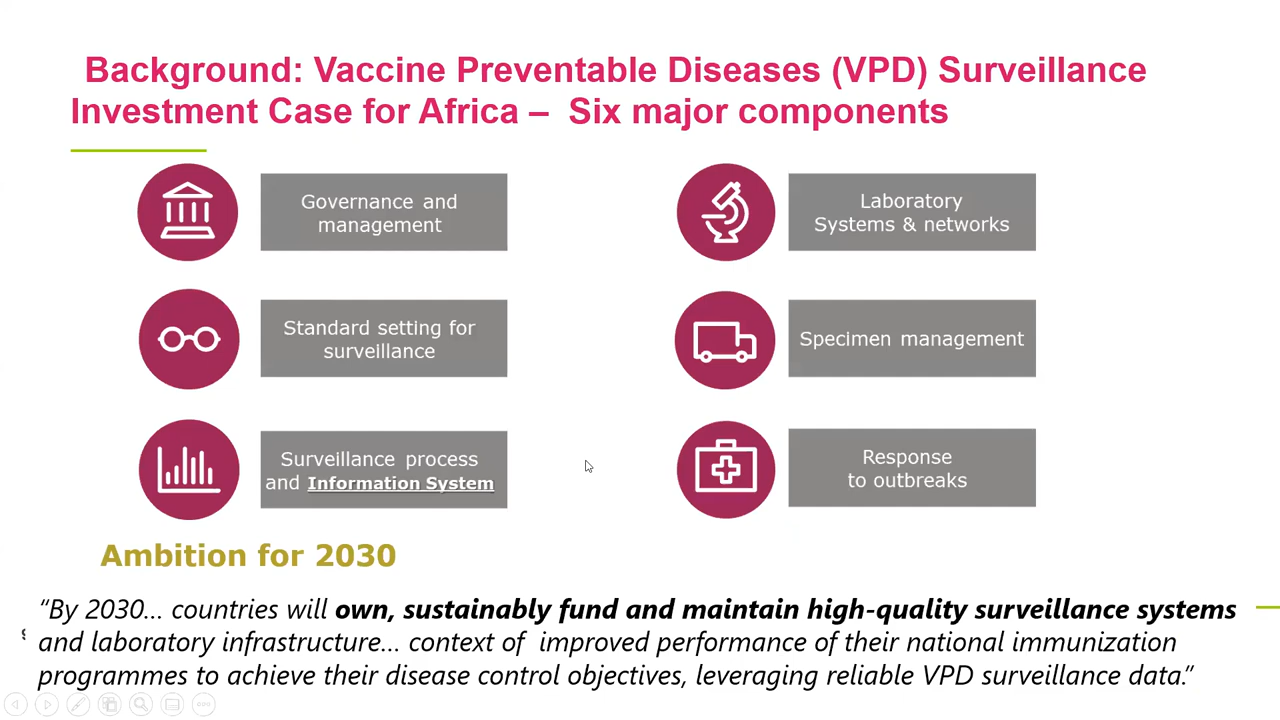 Background: Vaccine Preventable Diseases (VPD) Surveillance
Investment Case for Africa – Six major components
Governance and
management
Laboratory
Systems & networks
Standard setting for
surveillance
Specimen management
Surveillance process
and Information System
Response
to outbreaks
Ambition for 2030
“By 2030… countries will own, sustainably fund and maintain high-quality surveillance systems
and laboratory infrastructure… context of improved performance of their national immunization
programmes to achieve their disease control objectives, leveraging reliable VPD surveillance data.”